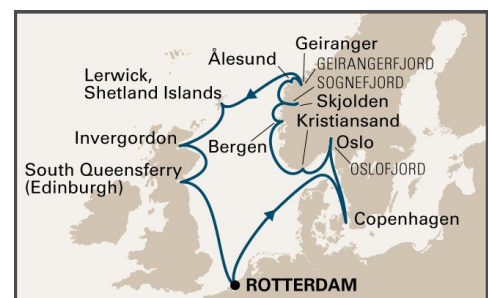 Geiranger
Ålesund
GEIRANGERFJORD
SOGNEFJORD
Lerwick,
Shetland Islands
Skjolden
Kristiansand
Invergordon
Bergen
Oslo
South Queensferry
(Edinburgh)
OSLOFJORD
Copenhagen
ROTTERDAM